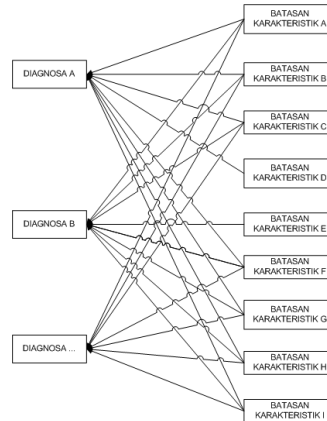 BATASAN
KARAKTERISTIK A
DIAGNOSA A
BATASAN
KARAKTERISTIK B
BATASAN
KARAKTERISTIK C
BATASAN
KARAKTERISTIK D
DIAGNOSA B
BATASAN
KARAKTERISTIK E
BATASAN
KARAKTERISTIK F
BATASAN
KARAKTERISTIK G
DIAGNOSA ...
BATASAN
KARAKTERISTIK H
BATASAN
KARAKTERISTIK I